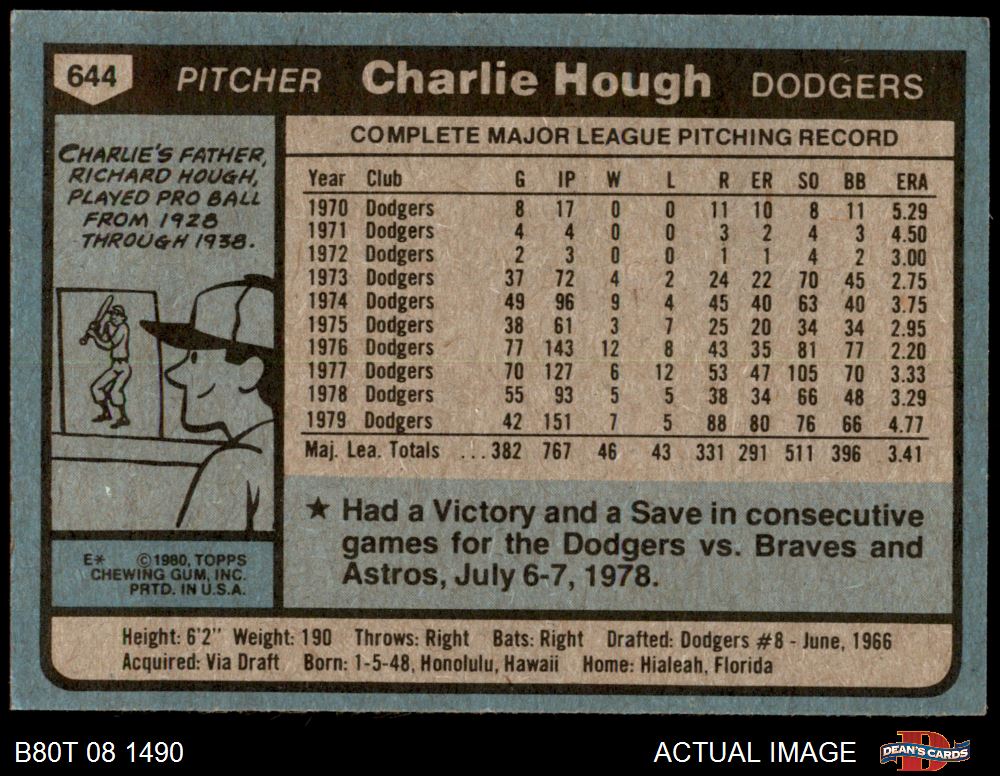 644 PITCHER Charlie Hough DODGERS
CHARLIE'S FATHER,
RICHARD HOUGH,
PLAYED PRO BALL
FROM 1928
THROUGH 1938.
COMPLETE MAJOR LEAGUE PITCHING RECORD
Year Club G IP W L R ER SO BB ERA
1970 Dodgers 8 17 0 0 11 10 8 11 5.29
1971 Dodgers 4 4 0 0 3 2 4 3 4.50
1972 Dodgers 2 3 0 0 1 1 4 2 3.00
1973 Dodgers 37 72 4 2 24 22 70 45 2.75
1974 Dodgers 49 96 9 4 45 40 63 40 3.75
1975 Dodgers 38 61 3 7 25 20 34 34 2.95
1976 Dodgers 77 143 12 8 43 35 81 77 2.20
1977 Dodgers 70 127 6 12 53 47 105 70 3.33
1978 Dodgers 55 93 5 5 38 34 66 48 3.29
1979 Dodgers 42 151 7 5 88 80 76 66 4.77
Maj. Lea. Totals ...382 767 46 43 331 291 511 396 3.41
★ Had a Victory and a Save in consecutive
games for the Dodgers vs. Braves and
Astros, July 6-7, 1978.
E* ©1980, TOPPS
CHEWING GUM, INC.
PRTD. IN U.S.A.
Height: 6'2" Weight: 190 Throws: Right Bats: Right Drafted: Dodgers #8 - June, 1966
Acquired: Via Draft Born: 1-5-48, Honolulu, Hawaii Home: Hialeah, Florida
B80T 08 1490 ACTUAL IMAGE DEAN'S CARDS